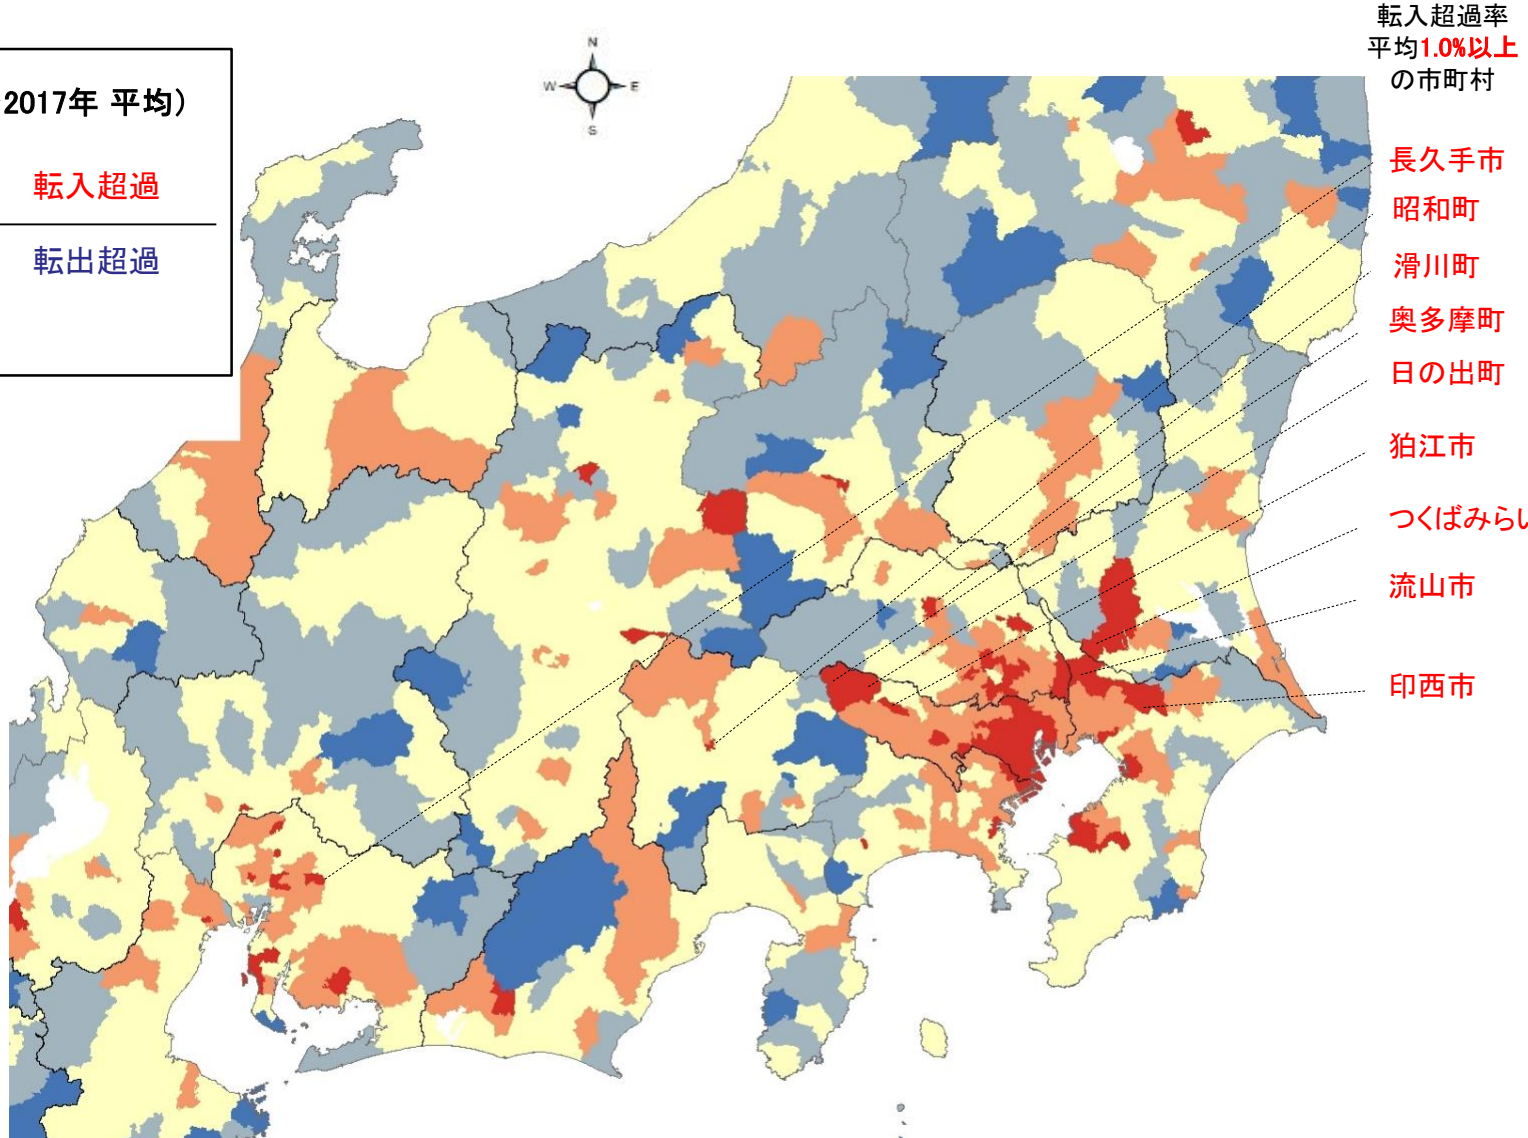 転入超過率
平均1.0%以上
の市町村
2017年 平均）
転入超過
転出超過
N
W E
S
長久手市
昭和町
滑川町
奥多摩町
日の出町
狛江市
つくばみらい
流山市
印西市